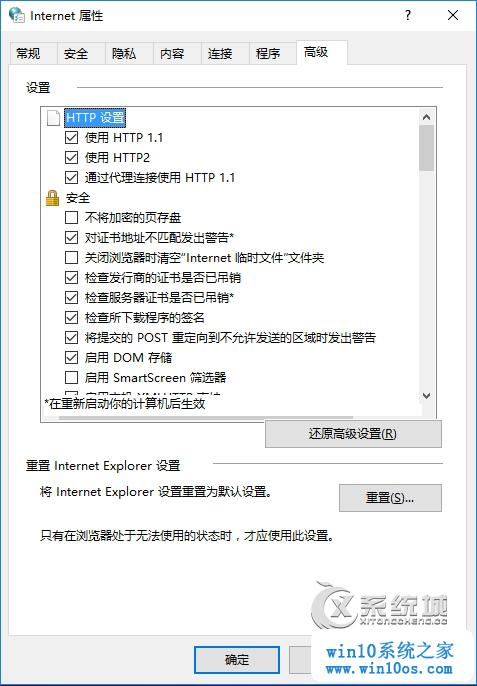 Internet 属性
?
常规
安全
隐私
内容
连接
程序
高级
设置
HTTP 设置
使用 HTTP 1.1
使用 HTTP2
通过代理连接使用 HTTP 1.1
安全
不将加密的页存盘
对证书地址不匹配发出警告*
关闭浏览器时清空"Internet 临时文件"文件夹
检查发行商的证书是否已吊销
检查服务器证书是否已吊销*
检查所下载程序的签名
将提交的 POST 重定向到不允许发送的区域时发出警告
启用 DOM 存储
启用 SmartScreen 筛选器
*在重新启动你的计算机后生效
还原高级设置(R)
重置 Internet Explorer 设置
将 Internet Explorer 设置重置为默认设置。
重置(S)...
只有在浏览器处于无法使用的状态时，才应使用此设置。
系统城
XITONGCHENG.CC
确定
win10系统之家
www.win10os.com